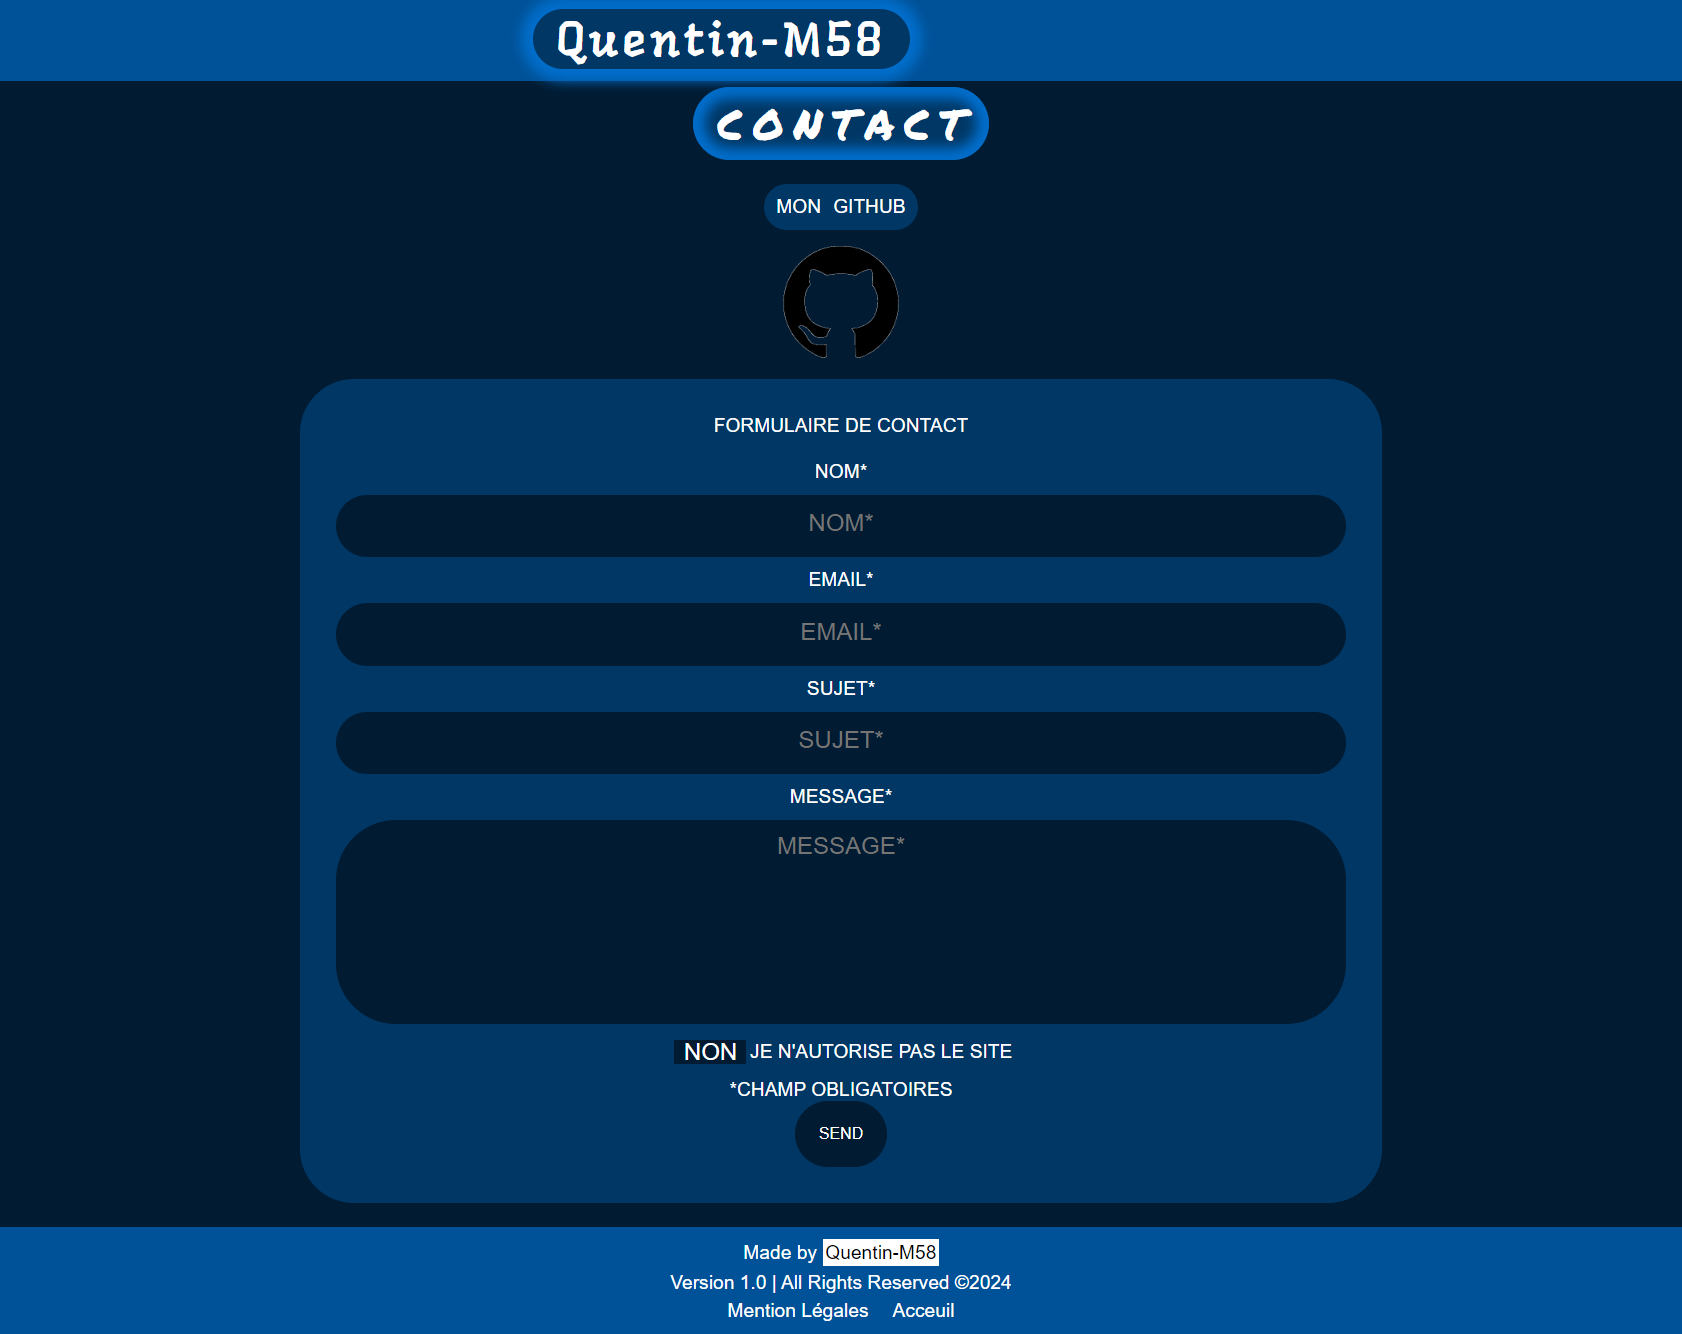 Quentin-M58
CONTACT
MON GITHUB
FORMULAIRE DE CONTACT
NOM*
NOM*
EMAIL*
EMAIL*
SUJET*
SUJET*
MESSAGE*
MESSAGE*
NON JE N'AUTORISE PAS LE SITE
*CHAMP OBLIGATOIRES
SEND
Made by Quentin-M58
Version 1.0 | All Rights Reserved ©2024
Mention Légales Acceuil